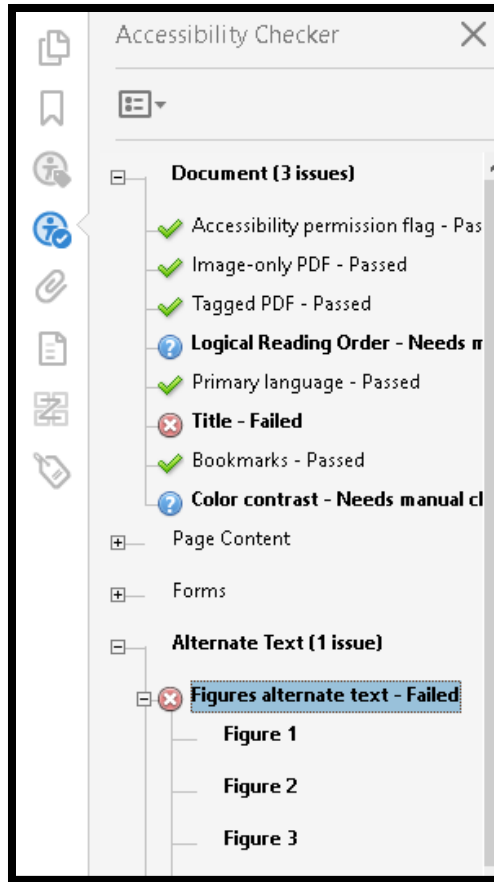 Accessibility Checker
Document (3 issues)
Accessibility permission flag - Pas
Image-only PDF - Passed
Tagged PDF - Passed
Logical Reading Order - Needs m
Primary language - Passed
Title - Failed
Bookmarks - Passed
Color contrast - Needs manual cl
Page Content
Forms
Alternate Text (1 issue)
Figures alternate text - Failed
Figure 1
Figure 2
Figure 3